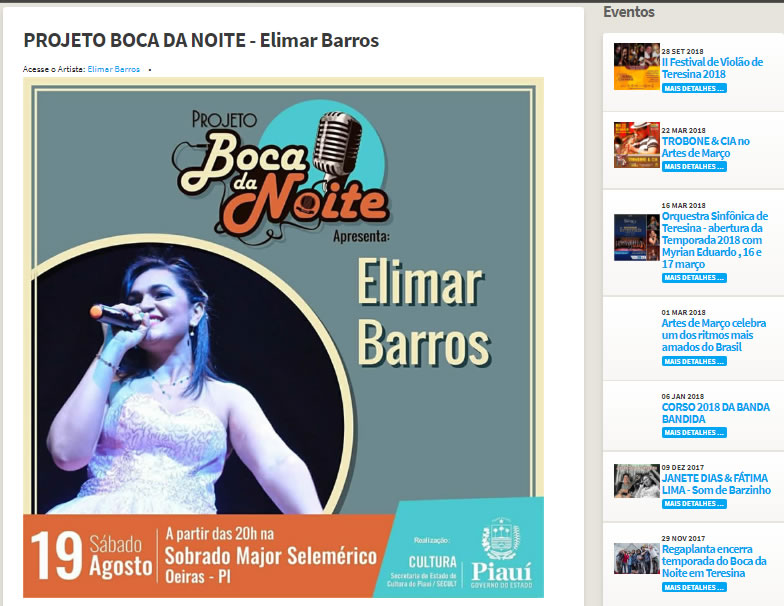 PROJETO BOCA DA NOITE - Elimar Barros
Acesse o Artista: Elimar Barros •
PROJETO
Boca
da
Noite
Apresenta:
Elimar
Barros
19
Sábado
Agosto
A partir das 20h na
Sobrado Major Selemérico
Oeiras - PI
Realização:
CULTURA
Secretaria de Estado de
Cultura do Piauí / SECULT
Piauí
GOVERNO DO ESTADO
Eventos
28 SET 2018
II Festival de Violão de
Teresina 2018
MAIS DETALHES ...
22 MAR 2018
TROBONE & CIA no
Artes de Março
MAIS DETALHES ...
16 MAR 2018
Orquestra Sinfônica de
Teresina - abertura da
Temporada 2018 com
Myrian Eduardo , 16 e
17 março
MAIS DETALHES ...
01 MAR 2018
Artes de Março celebra
um dos ritmos mais
amados do Brasil
MAIS DETALHES ...
06 JAN 2018
CORSO 2018 DA BANDA
BANDIDA
MAIS DETALHES ...
09 DEZ 2017
JANETE DIAS & FÁTIMA
LIMA - Som de Barzinho
MAIS DETALHES ...
29 NOV 2017
Regaplanta encerra
temporada do Boca da
Noite em Teresina
MAIS DETALHES ...